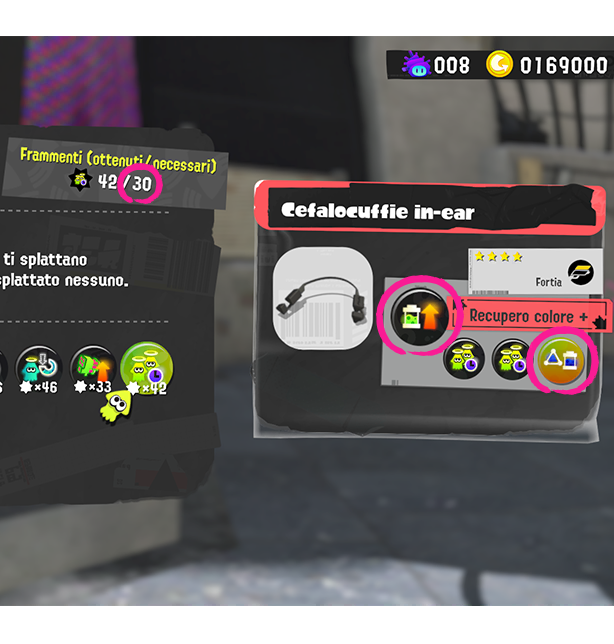 008
0169000
Frammenti (ottenuti/necessari)
42/30
ti splattano
splattato nessuno.
×46
×33
×42
Cefalocuffie in-ear
Fortia
Recupero colore +